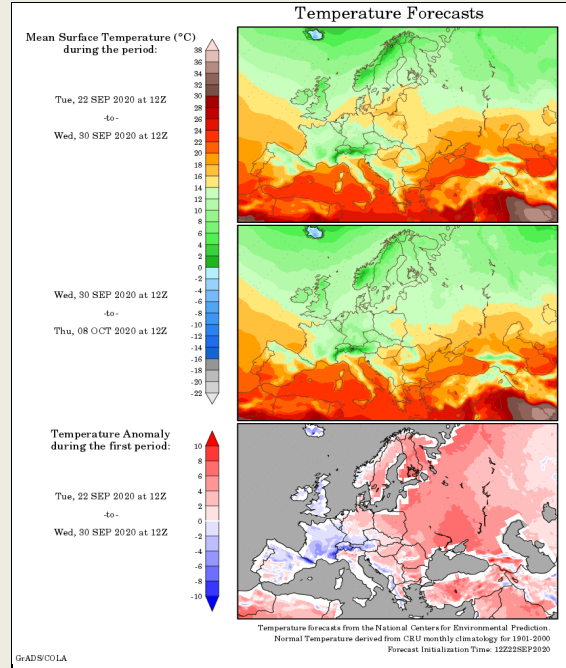 Temperature Forecasts
Mean Surface Temperature (°C)
during the period:
Tue, 22 SEP 2020 at 12Z
-to-
Wed, 30 SEP 2020 at 12Z
38
36
34
32
30
28
26
24
22
20
18
16
14
12
10
8
6
4
2
0
-2
-4
-6
-8
-10
-12
-14
-16
-18
-20
-22
Wed, 30 SEP 2020 at 12Z
-to-
Thu, 08 OCT 2020 at 12Z
Temperature Anomaly
during the first period:
Tue, 22 SEP 2020 at 12Z
-to-
Wed, 30 SEP 2020 at 12Z
10
8
6
4
2
0
-2
-4
-6
-8
-10
Temperature forecasts from the National Centers for Environmental Prediction.
Normal Temperature derived from CRU monthly climatology for 1901-2000
Forecast Initialization Time: 12Z22SEP2020
GrADS/COLA